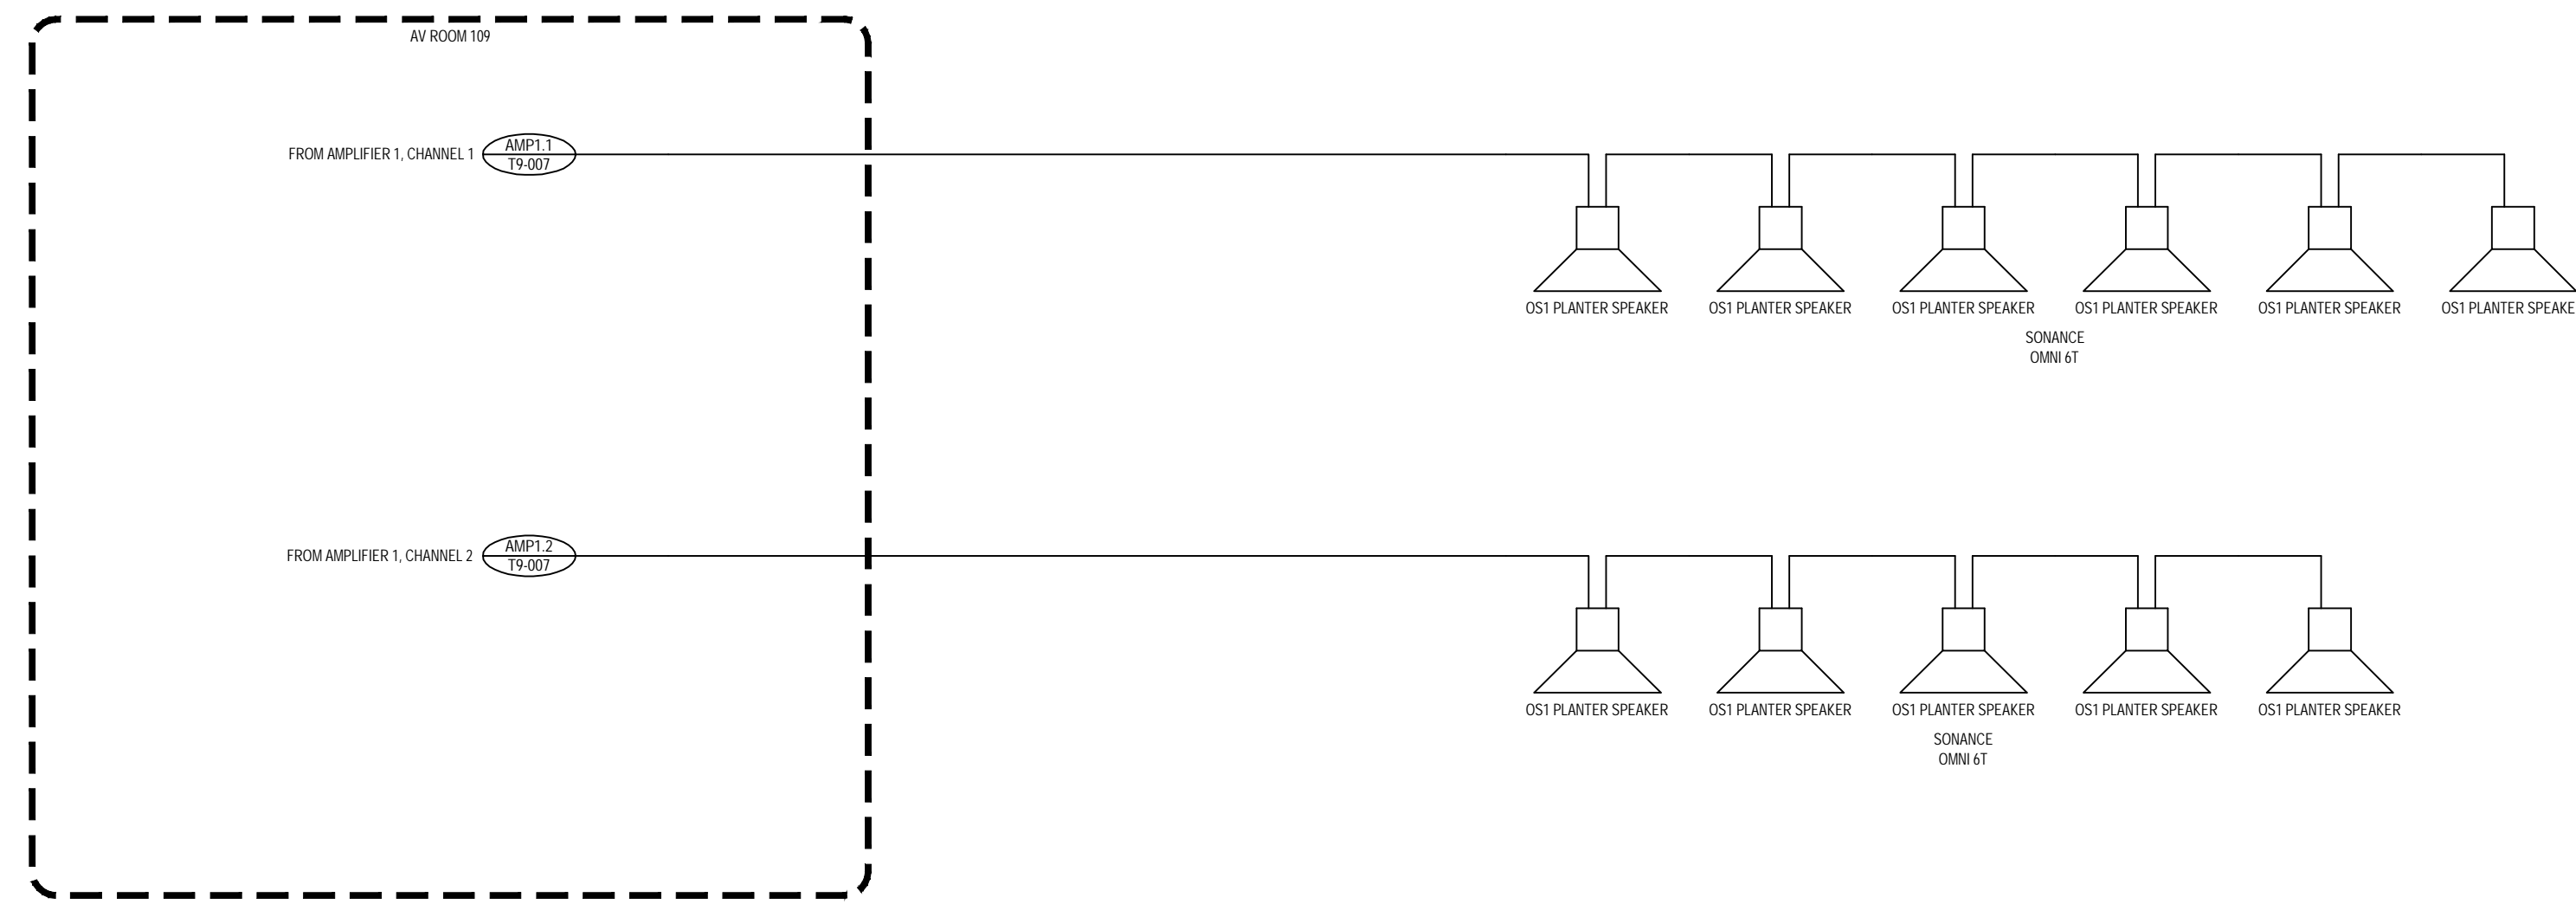 AV ROOM 109
FROM AMPLIFIER 1, CHANNEL 1
AMP1.1
T9-007
OS1 PLANTER SPEAKER
OS1 PLANTER SPEAKER
OS1 PLANTER SPEAKER
OS1 PLANTER SPEAKER
OS1 PLANTER SPEAKER
OS1 PLANTER SPEAKE
SONANCE
OMNI 6T
FROM AMPLIFIER 1, CHANNEL 2
AMP1.2
T9-007
OS1 PLANTER SPEAKER
OS1 PLANTER SPEAKER
OS1 PLANTER SPEAKER
OS1 PLANTER SPEAKER
OS1 PLANTER SPEAKER
SONANCE
OMNI 6T